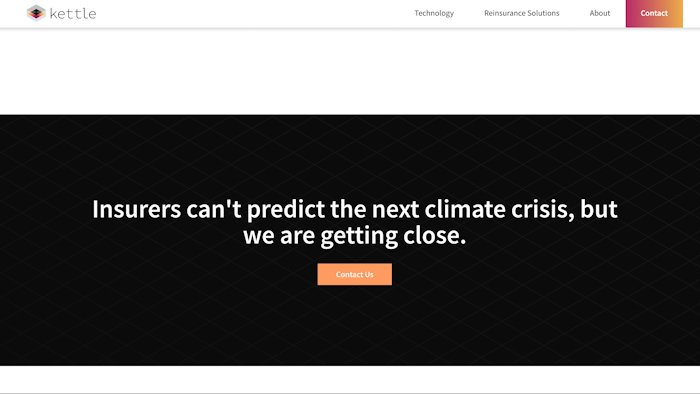 kettle
Technology
Reinsurance Solutions
About
Contact
Insurers can't predict the next climate crisis, but
we are getting close.
Contact Us